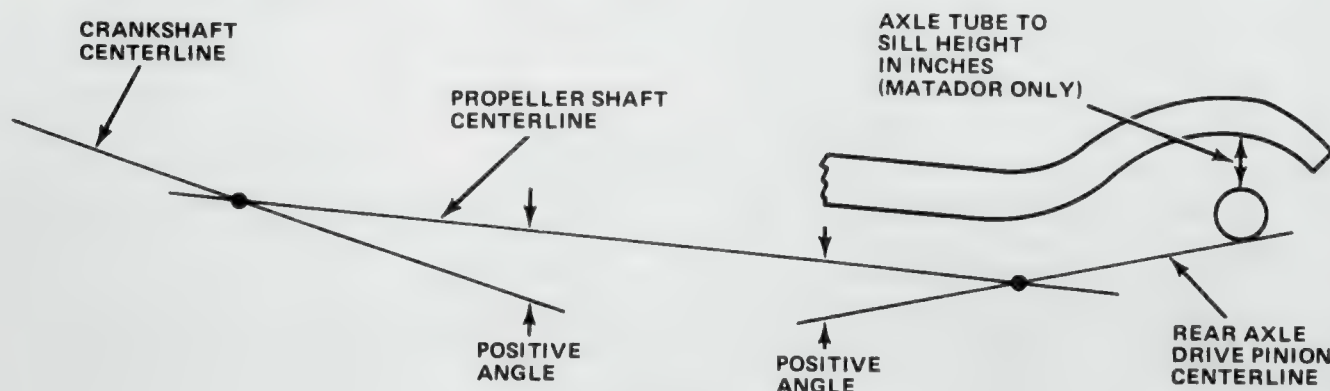 CRANKSHAFT
CENTERLINE
PROPELLER SHAFT
CENTERLINE
AXLE TUBE TO
SILL HEIGHT
IN INCHES
(MATADOR ONLY)
POSITIVE
ANGLE
POSITIVE
ANGLE
REAR AXLE
DRIVE PINION
CENTERLINE